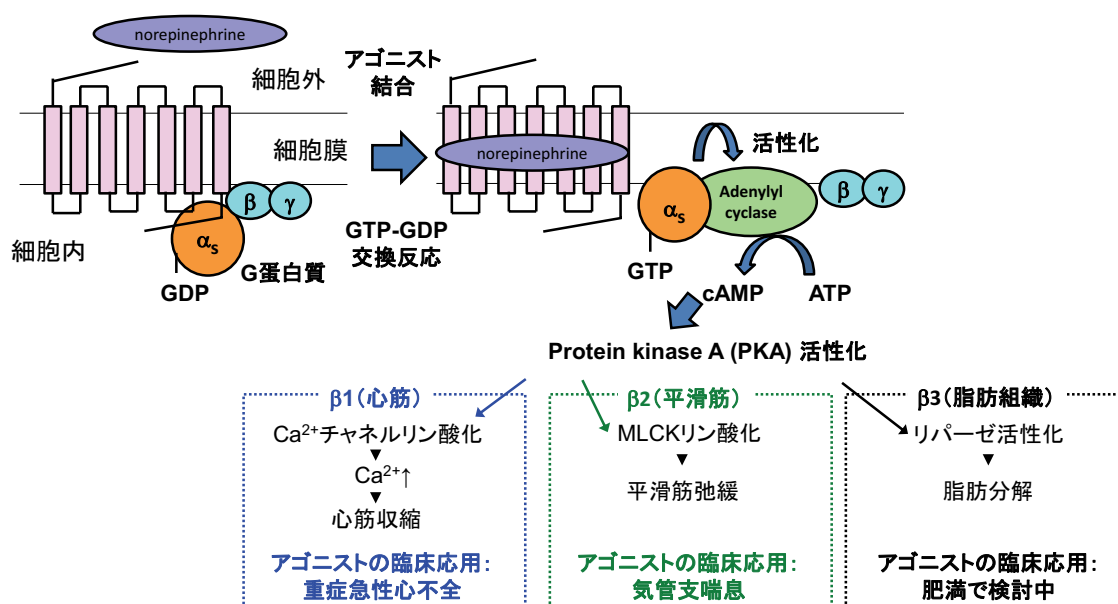 norepinephrine
細胞外
細胞膜
細胞内
β
γ
αs
G蛋白質
GDP
アゴニスト
結合
GTP-GDP
交換反応
norepinephrine
活性化
αs
Adenylyl
cyclase
β
γ
GTP
cAMP
ATP
Protein kinase A (PKA) 活性化
β1(心筋)
Ca²⁺チャネルリン酸化
▼
Ca²⁺↑
▼
心筋収縮
アゴニストの臨床応用:
重症急性心不全
β2(平滑筋)
MLCKリン酸化
▼
平滑筋弛緩
アゴニストの臨床応用:
気管支喘息
β3(脂肪組織)
リパーゼ活性化
▼
脂肪分解
アゴニストの臨床応用:
肥満で検討中